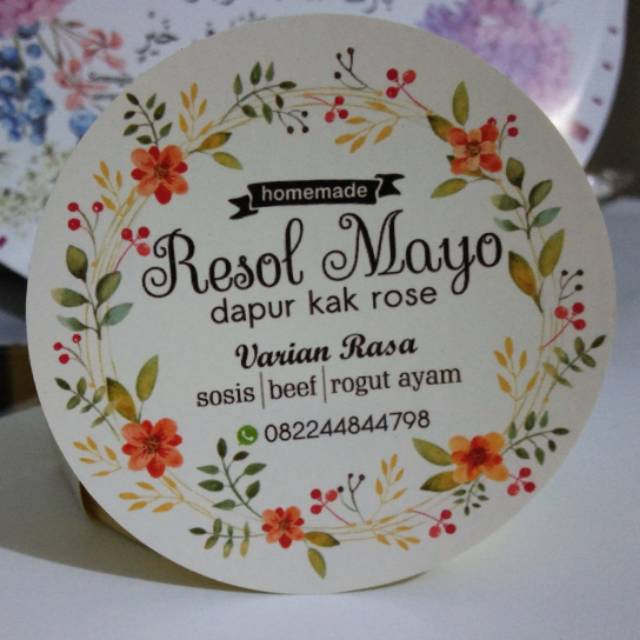 homemade
Resol Mayo
dapur kak rose
Varian Rasa
sosis|beef|rogut ayam
082244844798